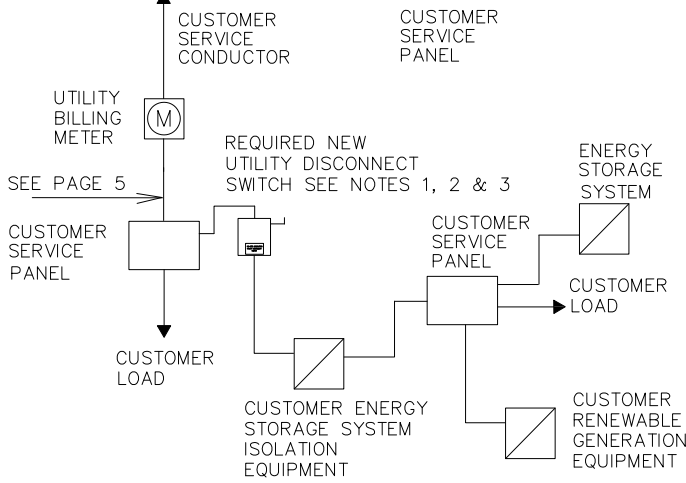 CUSTOMER
SERVICE
CONDUCTOR
CUSTOMER
SERVICE
PANEL
UTILITY
BILLING
METER
M
REQUIRED NEW
UTILITY DISCONNECT
SWITCH SEE NOTES 1, 2 & 3
ENERGY
STORAGE
SYSTEM
SEE PAGE 5
CUSTOMER
SERVICE
PANEL
CUSTOMER
SERVICE
PANEL
CUSTOMER
LOAD
CUSTOMER
LOAD
CUSTOMER ENERGY
STORAGE SYSTEM
ISOLATION
EQUIPMENT
CUSTOMER
RENEWABLE
GENERATION
EQUIPMENT